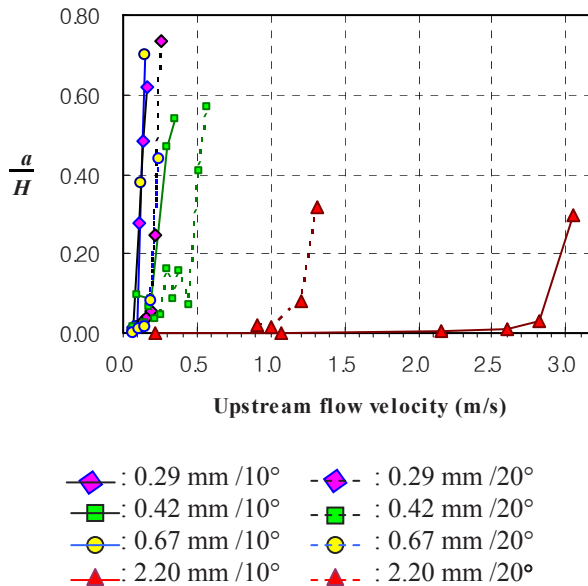 0.80
0.60
a
H
0.40
0.20
0.00
0.0 0.5 1.0 1.5 2.0 2.5 3.0
Upstream flow velocity (m/s)
: 0.29 mm /10° : 0.29 mm /20°
: 0.42 mm /10° : 0.42 mm /20°
: 0.67 mm /10° : 0.67 mm /20°
: 2.20 mm /10° : 2.20 mm /20°